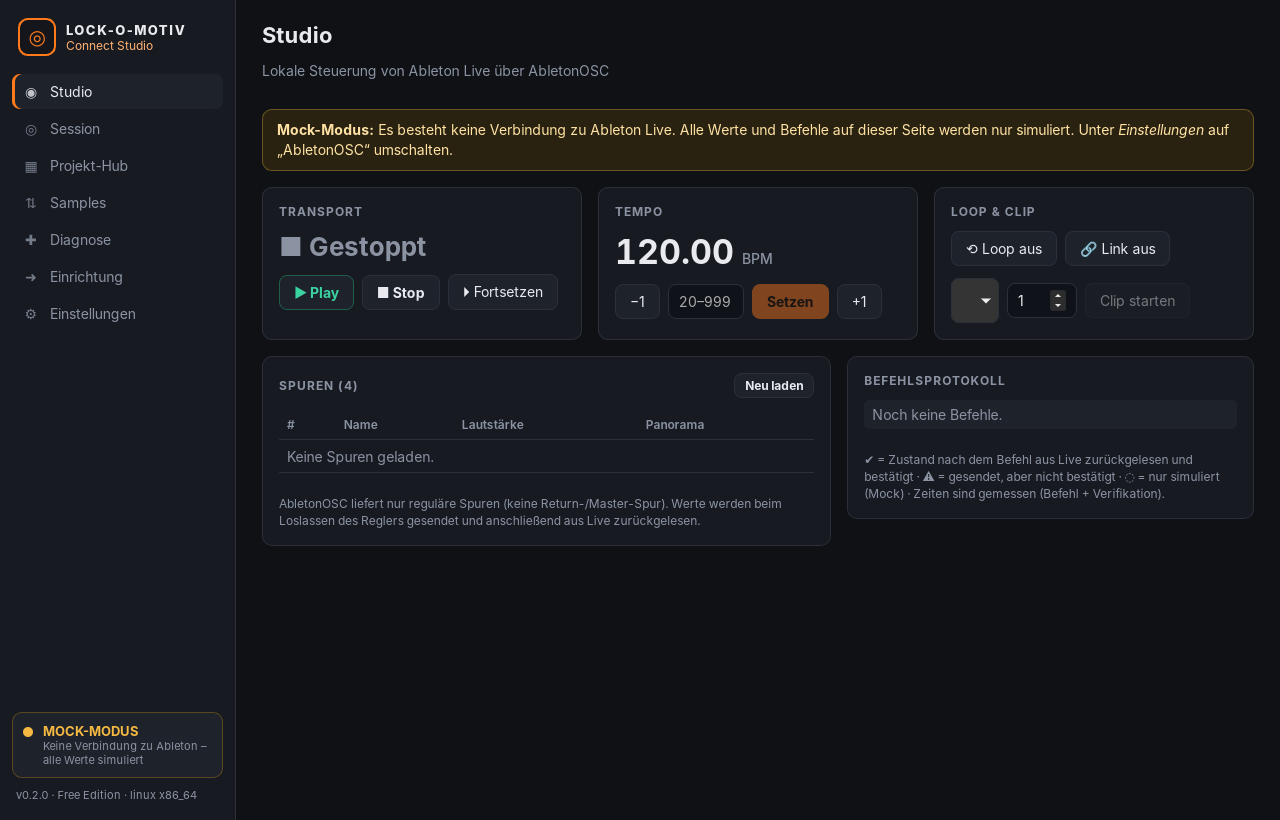 LOCK-O-MOTIV
Connect Studio
Studio
Session
Projekt-Hub
Samples
Diagnose
Einrichtung
Einstellungen
MOCK-MODUS
Keine Verbindung zu Ableton –
alle Werte simuliert
v0.2.0 · Free Edition · linux x86_64
Studio
Lokale Steuerung von Ableton Live über AbletonOSC
Mock-Modus: Es besteht keine Verbindung zu Ableton Live. Alle Werte und Befehle auf dieser Seite werden nur simuliert. Unter Einstellungen auf
„AbletonOSC“ umschalten.
TRANSPORT
■ Gestoppt
▶ Play ■ Stop ⏵ Fortsetzen
TEMPO
120.00 BPM
−1 20–999 Setzen +1
LOOP & CLIP
⟲ Loop aus 🔗 Link aus
1 Clip starten
SPUREN (4) Neu laden
# Name Lautstärke Panorama
Keine Spuren geladen.
AbletonOSC liefert nur reguläre Spuren (keine Return-/Master-Spur). Werte werden beim
Loslassen des Reglers gesendet und anschließend aus Live zurückgelesen.
BEFEHLSPROTOKOLL
Noch keine Befehle.
✔ = Zustand nach dem Befehl aus Live zurückgelesen und
bestätigt · ⚠ = gesendet, aber nicht bestätigt · ◌ = nur simuliert
(Mock) · Zeiten sind gemessen (Befehl + Verifikation).